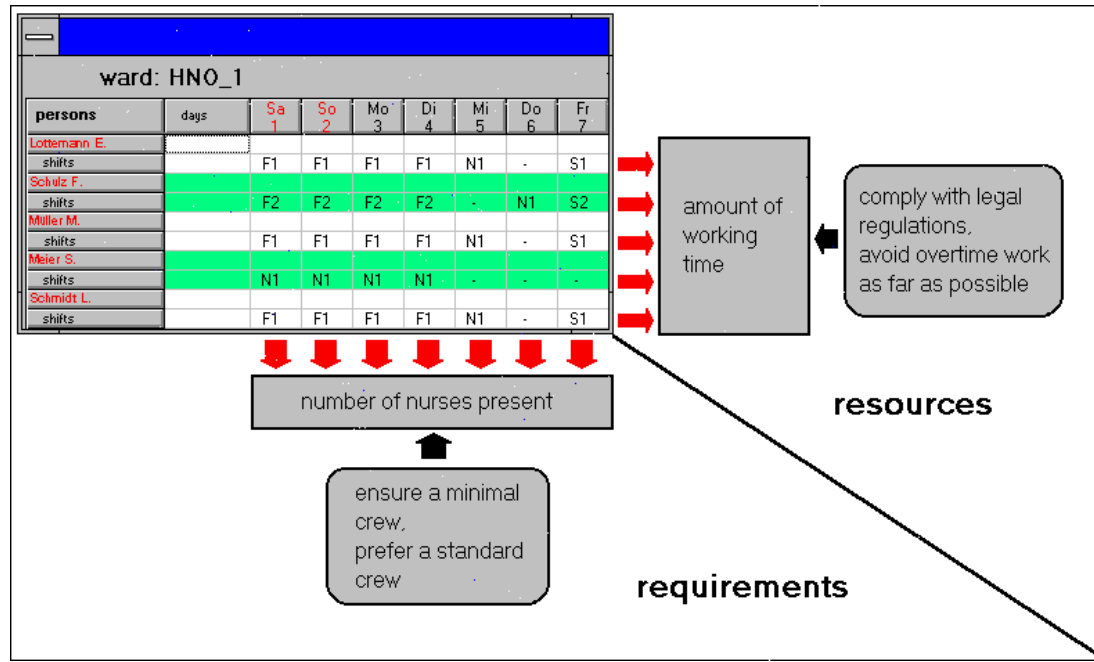 ward: HNO_1
persons days Sa So Mo Di Mi Do Fr
1 2 3 4 5 6 7
Lottemann E.
shifts F1 F1 F1 F1 N1 - S1
Schulz F.
shifts F2 F2 F2 F2 - N1 S2
Müller M.
shifts F1 F1 F1 F1 N1 - S1
Meier S.
shifts N1 N1 N1 N1 - - -
Schmidt L.
shifts F1 F1 F1 F1 N1 - S1
amount of
working
time
comply with legal
regulations,
avoid overtime work
as far as possible
number of nurses present
resources
ensure a minimal
crew,
prefer a standard
crew
requirements